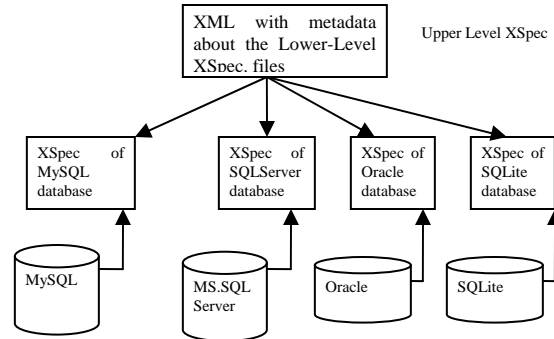 XML with metadata
about the Lower-Level
XSpec. files
Upper Level XSpec
XSpec of
MySQL
database
XSpec of
SQLServer
database
XSpec of
Oracle
database
XSpec of
SQLite
database
MySQL
MS.SQL
Server
Oracle
SQLite